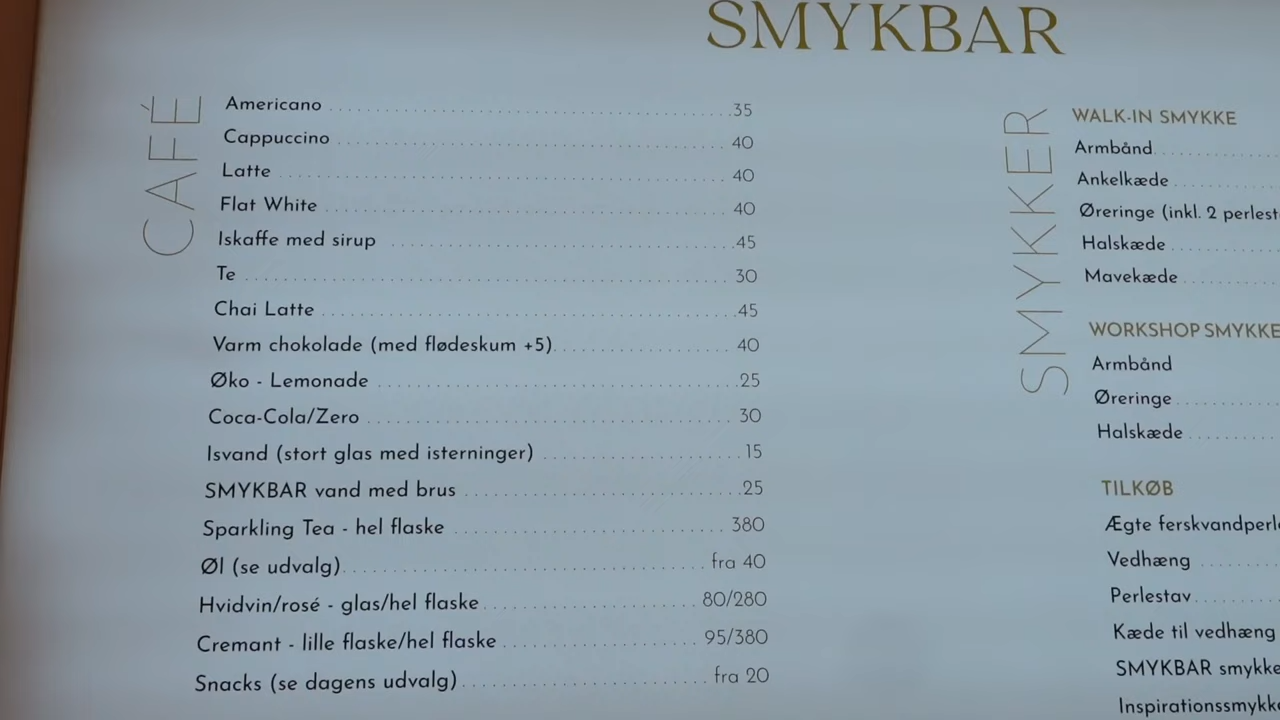 SMYKBAR
CAFÉ
Americano 35
Cappuccino 40
Latte 40
Flat White 40
Iskaffe med sirup 45
Te 30
Chai Latte 45
Varm chokolade (med flødeskum +5) 40
Øko - Lemonade 25
Coca-Cola/Zero 30
Isvand (stort glas med isterninger) 15
SMYKBAR vand med brus 25
Sparkling Tea - hel flaske 380
Øl (se udvalg) fra 40
Hvidvin/rosé - glas/hel flaske 80/280
Cremant - lille flaske/hel flaske 95/380
Snacks (se dagens udvalg) fra 20
SMYKKER
WALK-IN SMYKKE
Armbånd
Ankelkæde
Øreringe (inkl. 2
Halskæde
Mavekæde
WORKSHOP SMYKKE
Armbånd
Øreringe
Halskæde
TILKØB
Ægte
Vedhæng
Perlestav
Kæde til vedhæng
SMYKBAR